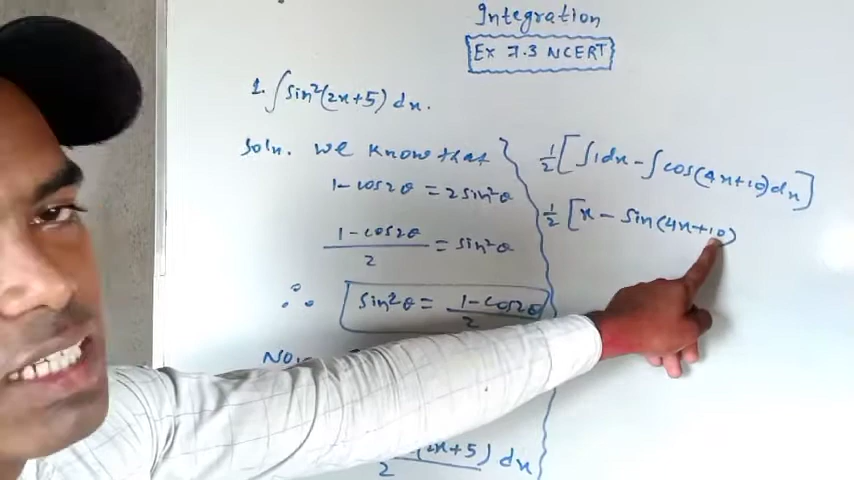 Integration
Ex 7.3 NCERT
1. ∫sin²(2x+5) dx.
Soln. we know that
1-cos2θ = 2sin²θ
1-cos2θ / 2 = sin²θ
∴ sin²θ = 1-cos2θ / 2
Now
(2x+5) / 2 dx
1/2 [∫1dx - ∫cos(4x+10)dx]
1/2 [x - sin(4x+10)